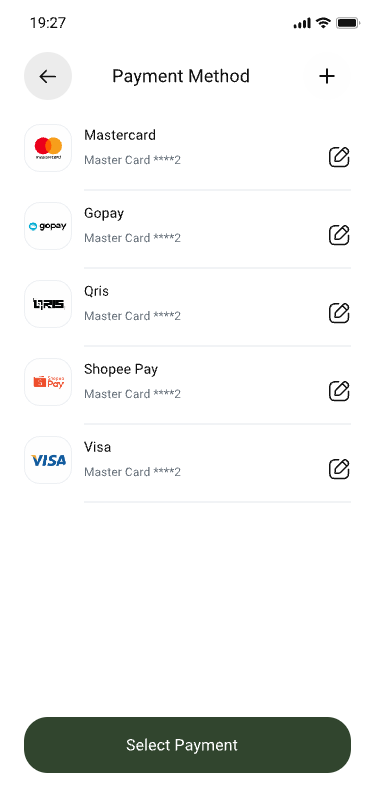 19:27
Payment Method
Mastercard
mastercard
Master Card ****2
Gopay
gopay
Master Card ****2
Qris
QRIS
Master Card ****2
Shopee Pay
Shopee
Pay
Master Card ****2
Visa
VISA
Master Card ****2
Select Payment